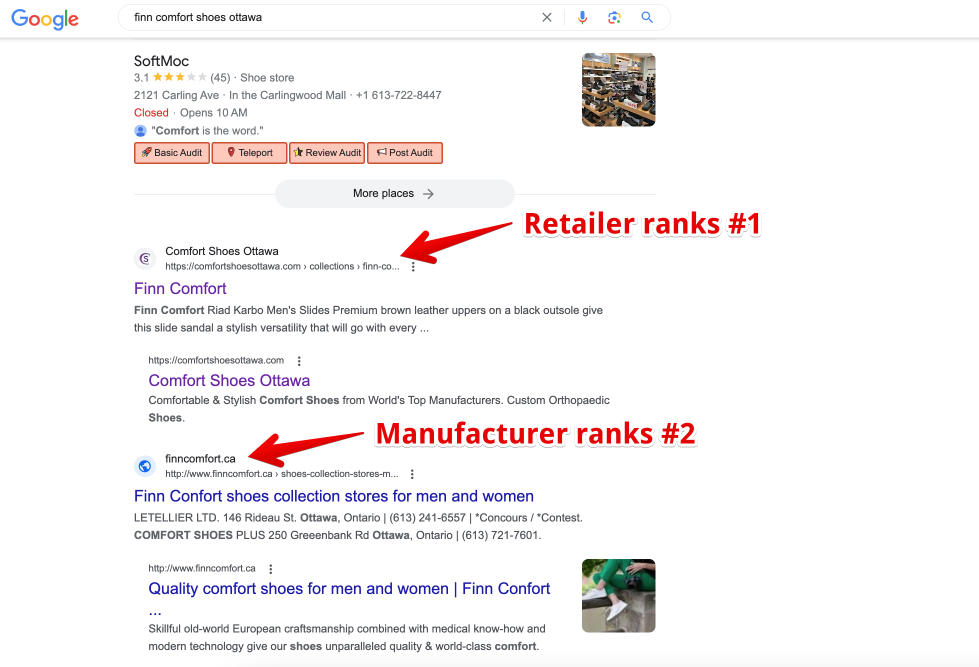 Google
finn comfort shoes ottawa
SoftMoc
3.1 (45) · Shoe store
2121 Carling Ave · In the Carlingwood Mall · +1 613-722-8447
Closed · Opens 10 AM
"Comfort is the word."
Basic Audit Teleport Review Audit Post Audit
More places
Retailer ranks #1
Comfort Shoes Ottawa
https://comfortshoesottawa.com › collections › finn-co...
Finn Comfort
Finn Comfort Riad Karbo Men's Slides Premium brown leather uppers on a black outsole give
this slide sandal a stylish versatility that will go with every ...
https://comfortshoesottawa.com
Comfort Shoes Ottawa
Comfortable & Stylish Comfort Shoes from World's Top Manufacturers. Custom Orthopaedic
Shoes.
Manufacturer ranks #2
finncomfort.ca
http://www.finncomfort.ca › shoes-collection-stores-m...
Finn Confort shoes collection stores for men and women
LETELLIER LTD. 146 Rideau St. Ottawa, Ontario | (613) 241-6557 | *Concours / *Contest.
COMFORT SHOES PLUS 250 Greeenbank Rd Ottawa, Ontario | (613) 721-7601.
http://www.finncomfort.ca
Quality comfort shoes for men and women | Finn Confort
...
Skillful old-world European craftsmanship combined with medical know-how and
modern technology give our shoes unparalleled quality & world-class comfort.